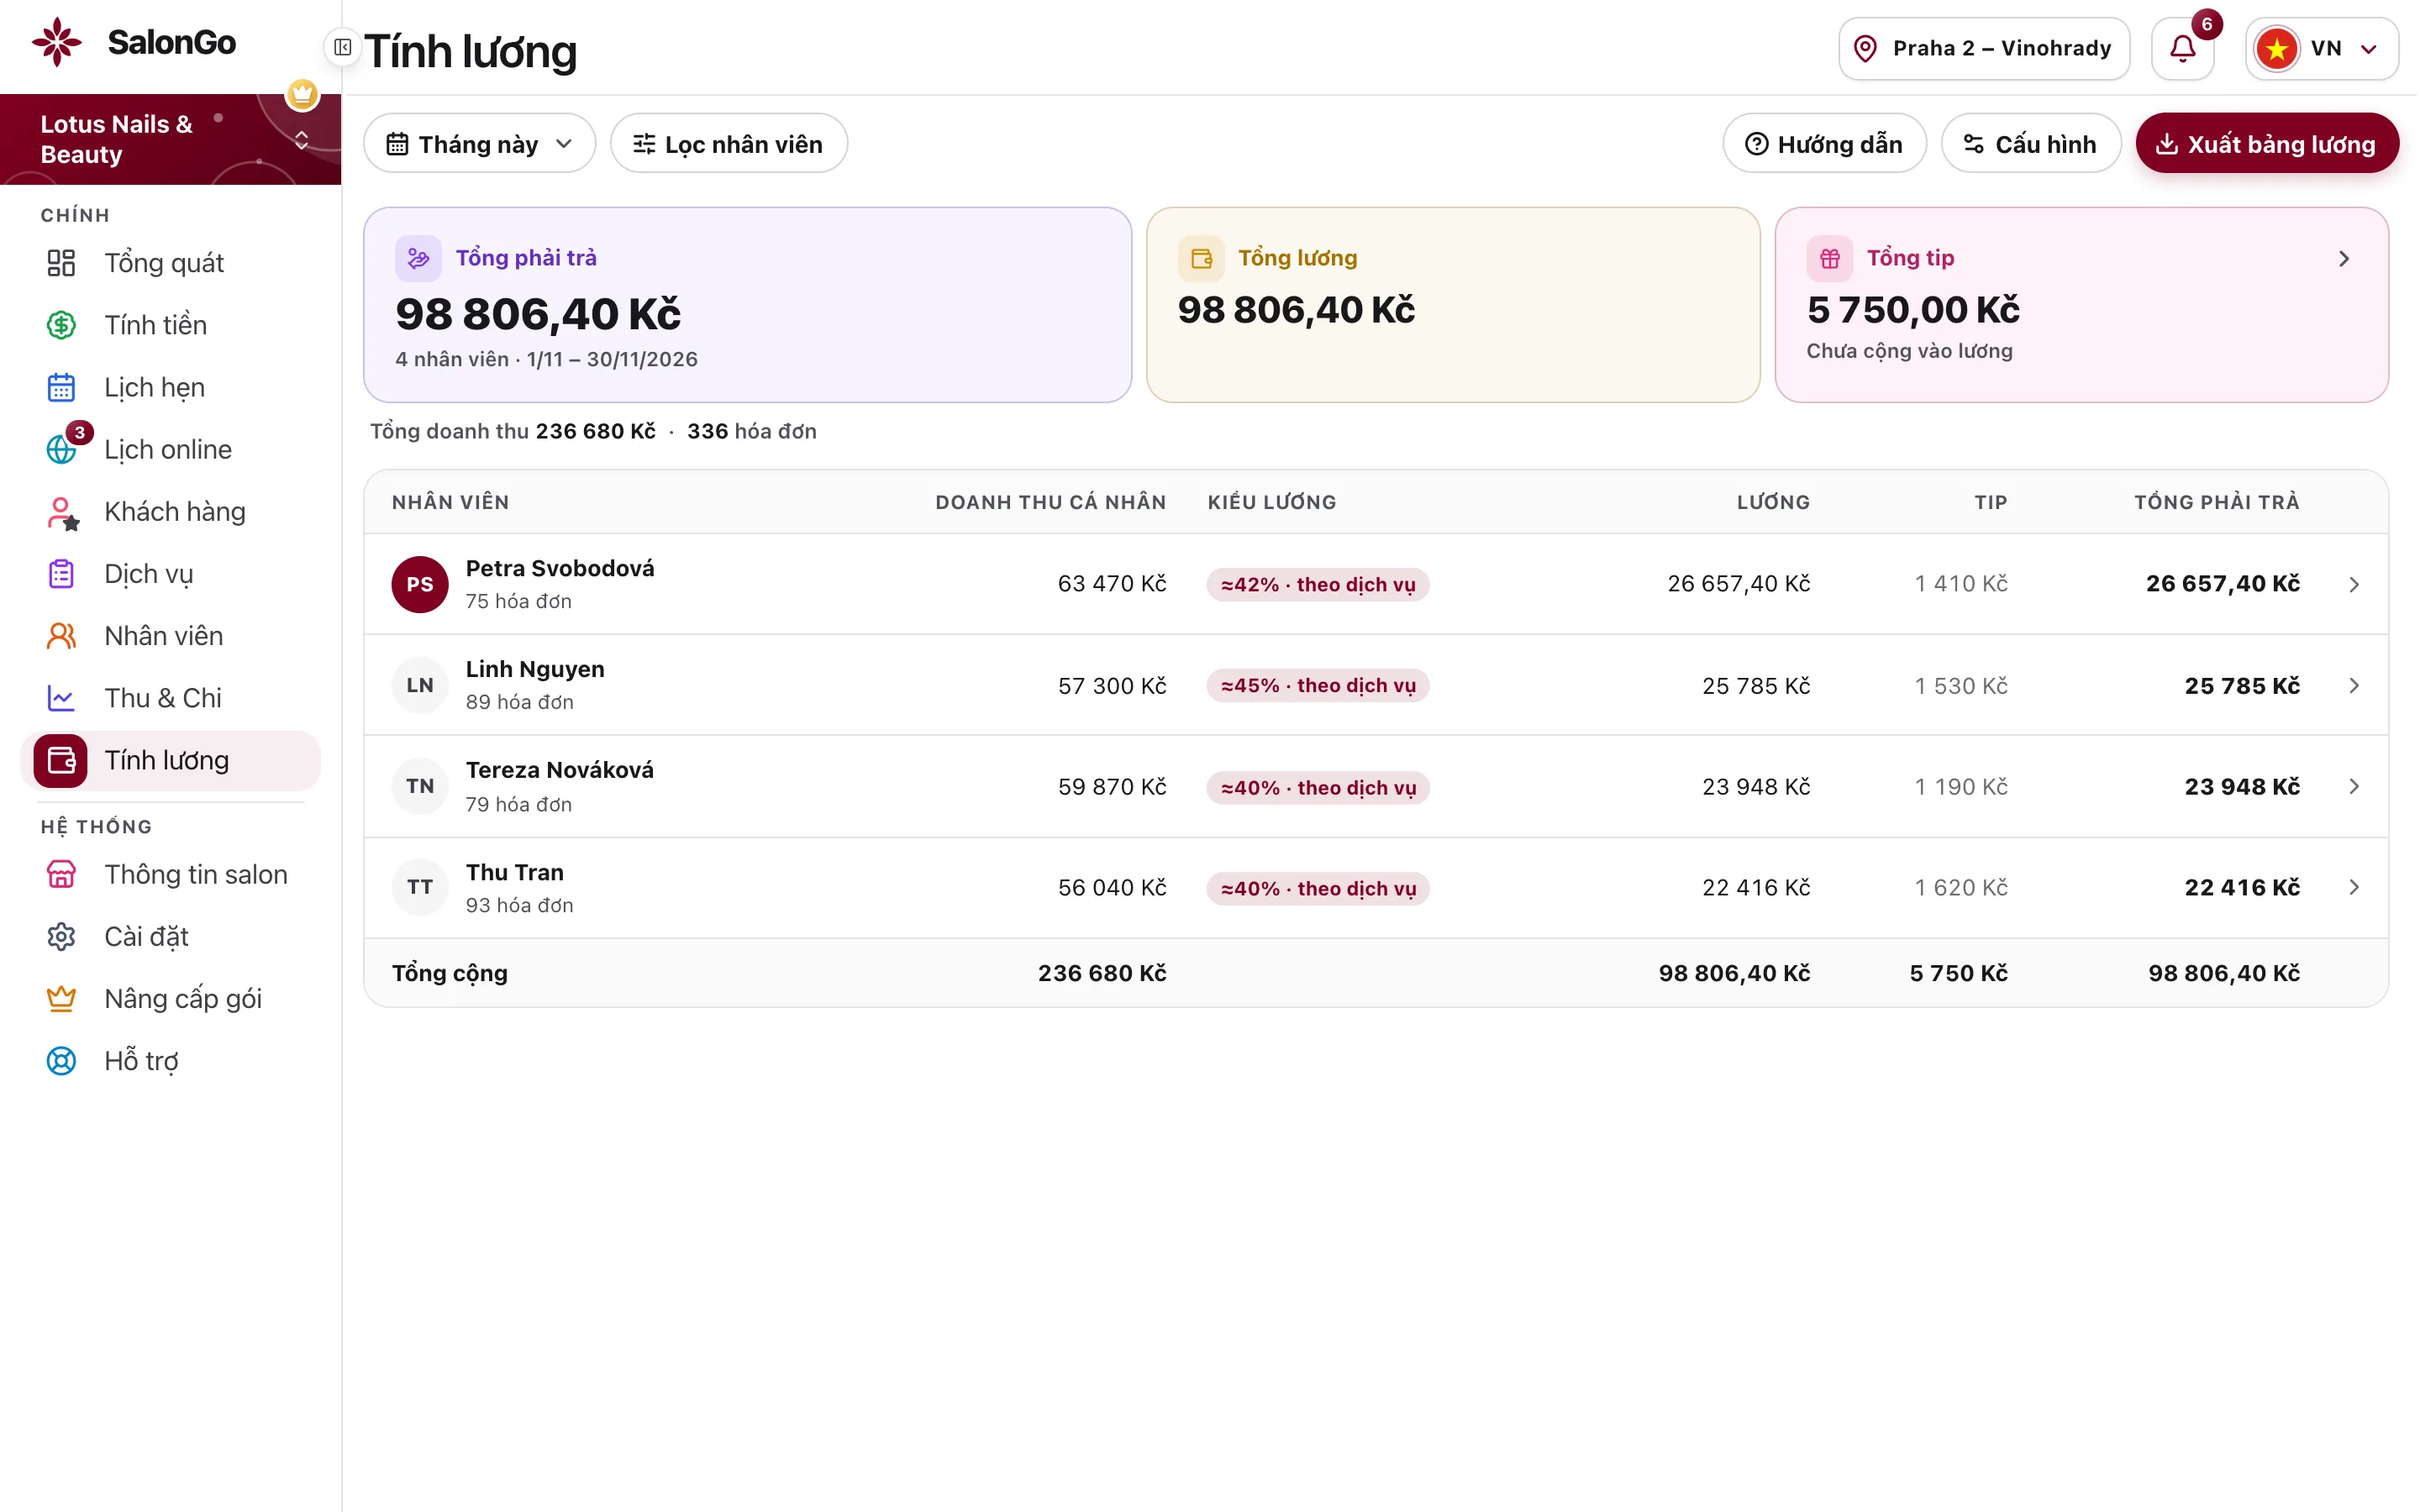 SalonGo
Tính lương
Praha 2 – Vinohrady
6
VN
Lotus Nails &
Beauty
Tháng này
Lọc nhân viên
Hướng dẫn
Cấu hình
Xuất bảng lương
CHÍNH
Tổng quát
Tính tiền
Lịch hẹn
3
Lịch online
Khách hàng
Dịch vụ
Nhân viên
Thu & Chi
Tính lương
HỆ THỐNG
Thông tin salon
Cài đặt
Nâng cấp gói
Hỗ trợ
Tổng phải trả
98 806,40 Kč
4 nhân viên · 1/11 – 30/11/2026
Tổng lương
98 806,40 Kč
Tổng tip
5 750,00 Kč
Chưa cộng vào lương
Tổng doanh thu 236 680 Kč · 336 hóa đơn
NHÂN VIÊN DOANH THU CÁ NHÂN KIỂU LƯƠNG LƯƠNG TIP TỔNG PHẢI TRẢ
PS Petra Svobodová 63 470 Kč ≈42% · theo dịch vụ 26 657,40 Kč 1 410 Kč 26 657,40 Kč
75 hóa đơn
LN Linh Nguyen 57 300 Kč ≈45% · theo dịch vụ 25 785 Kč 1 530 Kč 25 785 Kč
89 hóa đơn
TN Tereza Nováková 59 870 Kč ≈40% · theo dịch vụ 23 948 Kč 1 190 Kč 23 948 Kč
79 hóa đơn
TT Thu Tran 56 040 Kč ≈40% · theo dịch vụ 22 416 Kč 1 620 Kč 22 416 Kč
93 hóa đơn
Tổng cộng 236 680 Kč 98 806,40 Kč 5 750 Kč 98 806,40 Kč